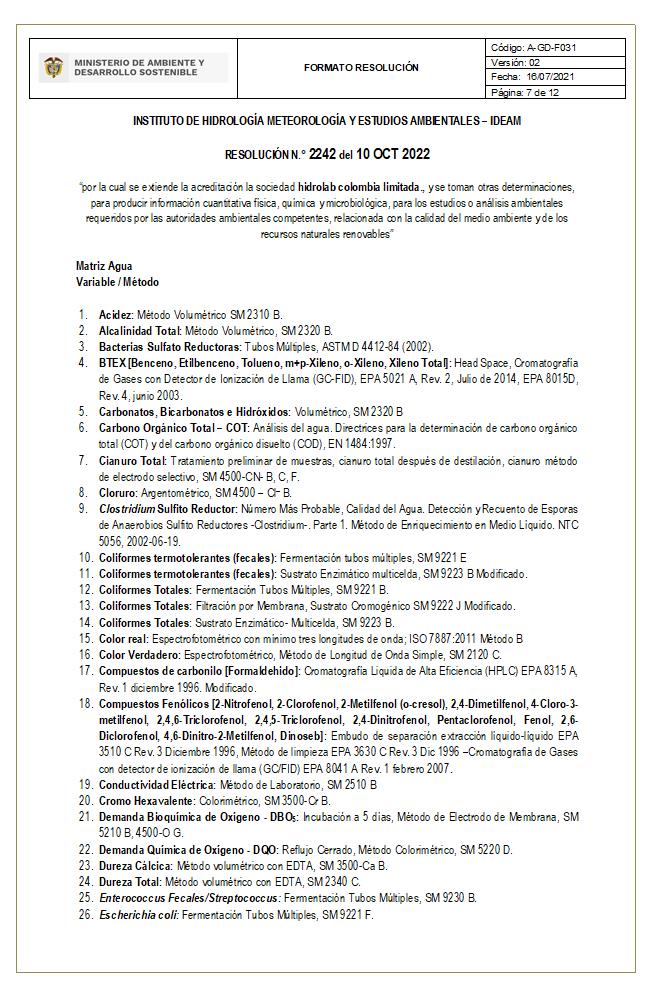 MINISTERIO DE AMBIENTE Y
DESARROLLO SOSTENIBLE
FORMATO RESOLUCIÓN
Código: A-GD-F031
Versión: 02
Fecha: 16/07/2021
Página: 7 de 12
INSTITUTO DE HIDROLOGÍA METEOROLOGÍA Y ESTUDIOS AMBIENTALES – IDEAM
RESOLUCIÓN N.° 2242 del 10 OCT 2022
"por la cual se extiende la acreditación la sociedad hidrolab colombia limitada., y se toman otras determinaciones,
para producir información cuantitativa física, química y microbiológica, para los estudios o análisis ambientales
requeridos por las autoridades ambientales competentes, relacionada con la calidad del medio ambiente y de los
recursos naturales renovables"
Matriz Agua
Variable / Método
1. Acidez: Método Volumétrico SM 2310 B.
2. Alcalinidad Total: Método Volumétrico, SM 2320 B.
3. Bacterias Sulfato Reductoras: Tubos Múltiples, ASTM D 4412-84 (2002).
4. BTEX [Benceno, Etilbenceno, Tolueno, m+p-Xileno, o-Xileno, Xileno Total]: Head Space, Cromatografía
de Gases con Detector de Ionización de Llama (GC-FID), EPA 5021 A, Rev. 2, Julio de 2014, EPA 8015D,
Rev. 4, junio 2003.
5. Carbonatos, Bicarbonatos e Hidróxidos: Volumétrico, SM 2320 B
6. Carbono Orgánico Total – COT: Análisis del agua. Directrices para la determinación de carbono orgánico
total (COT) y del carbono orgánico disuelto (COD), EN 1484:1997.
7. Cianuro Total: Tratamiento preliminar de muestras, cianuro total después de destilación, cianuro método
de electrodo selectivo, SM 4500-CN- B, C, F.
8. Cloruro: Argentométrico, SM 4500 – Cl⁻ B.
9. Clostridium Sulfito Reductor: Número Más Probable, Calidad del Agua. Detección y Recuento de Esporas
de Anaerobios Sulfito Reductores -Clostridium-. Parte 1. Método de Enriquecimiento en Medio Líquido. NTC
5056, 2002-06-19.
10. Coliformes termotolerantes (fecales): Fermentación tubos múltiples, SM 9221 E
11. Coliformes termotolerantes (fecales): Sustrato Enzimático multicelda, SM 9223 B Modificado.
12. Coliformes Totales: Fermentación Tubos Múltiples, SM 9221 B.
13. Coliformes Totales: Filtración por Membrana, Sustrato Cromogénico SM 9222 J Modificado.
14. Coliformes Totales: Sustrato Enzimático- Multicelda, SM 9223 B.
15. Color real: Espectrofotométrico con mínimo tres longitudes de onda; ISO 7887:2011 Método B
16. Color Verdadero: Espectrofotométrico, Método de Longitud de Onda Simple, SM 2120 C.
17. Compuestos de carbonilo [Formaldehido]: Cromatografía Liquida de Alta Eficiencia (HPLC) EPA 8315 A,
Rev. 1 diciembre 1996. Modificado.
18. Compuestos Fenólicos [2-Nitrofenol, 2-Clorofenol, 2-Metilfenol (o-cresol), 2,4-Dimetilfenol, 4-Cloro-3-
metilfenol, 2,4,6-Triclorofenol, 2,4,5-Triclorofenol, 2,4-Dinitrofenol, Pentaclorofenol, Fenol, 2,6-
Diclorofenol, 4,6-Dinitro-2-Metilfenol, Dinoseb]: Embudo de separación extracción líquido-líquido EPA
3510 C Rev. 3 Diciembre 1996, Método de limpieza EPA 3630 C Rev. 3 Dic 1996 –Cromatografía de Gases
con detector de ionización de llama (GC/FID) EPA 8041 A Rev. 1 febrero 2007.
19. Conductividad Eléctrica: Método de Laboratorio, SM 2510 B
20. Cromo Hexavalente: Colorimétrico, SM 3500-Cr B.
21. Demanda Bioquímica de Oxígeno - DBO₅: Incubación a 5 días, Método de Electrodo de Membrana, SM
5210 B, 4500-O G.
22. Demanda Química de Oxígeno - DQO: Reflujo Cerrado, Método Colorimétrico, SM 5220 D.
23. Dureza Càlcica: Método volumétrico con EDTA, SM 3500-Ca B.
24. Dureza Total: Método volumétrico con EDTA, SM 2340 C.
25. Enterococcus Fecales/Streptococcus: Fermentación Tubos Múltiples, SM 9230 B.
26. Escherichia coli: Fermentación Tubos Múltiples, SM 9221 F.